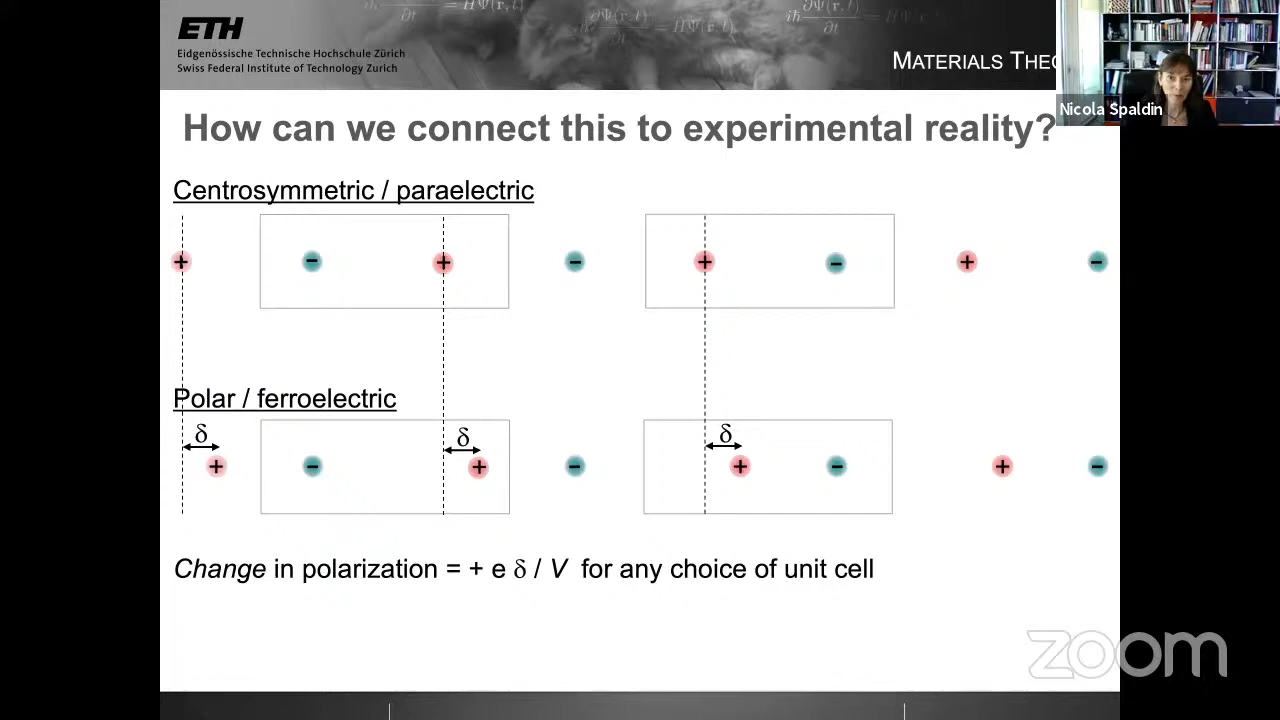 ETH
Eidgenössische Technische Hochschule Zürich
Swiss Federal Institute of Technology Zurich
MATERIALS
Nicola Spaldin
How can we connect this to experimental reality?
Centrosymmetric / paraelectric
+ − + − + − + −
Polar / ferroelectric
δ δ δ
+ − + − + − + −
Change in polarization = + e δ / V for any choice of unit cell
zoom